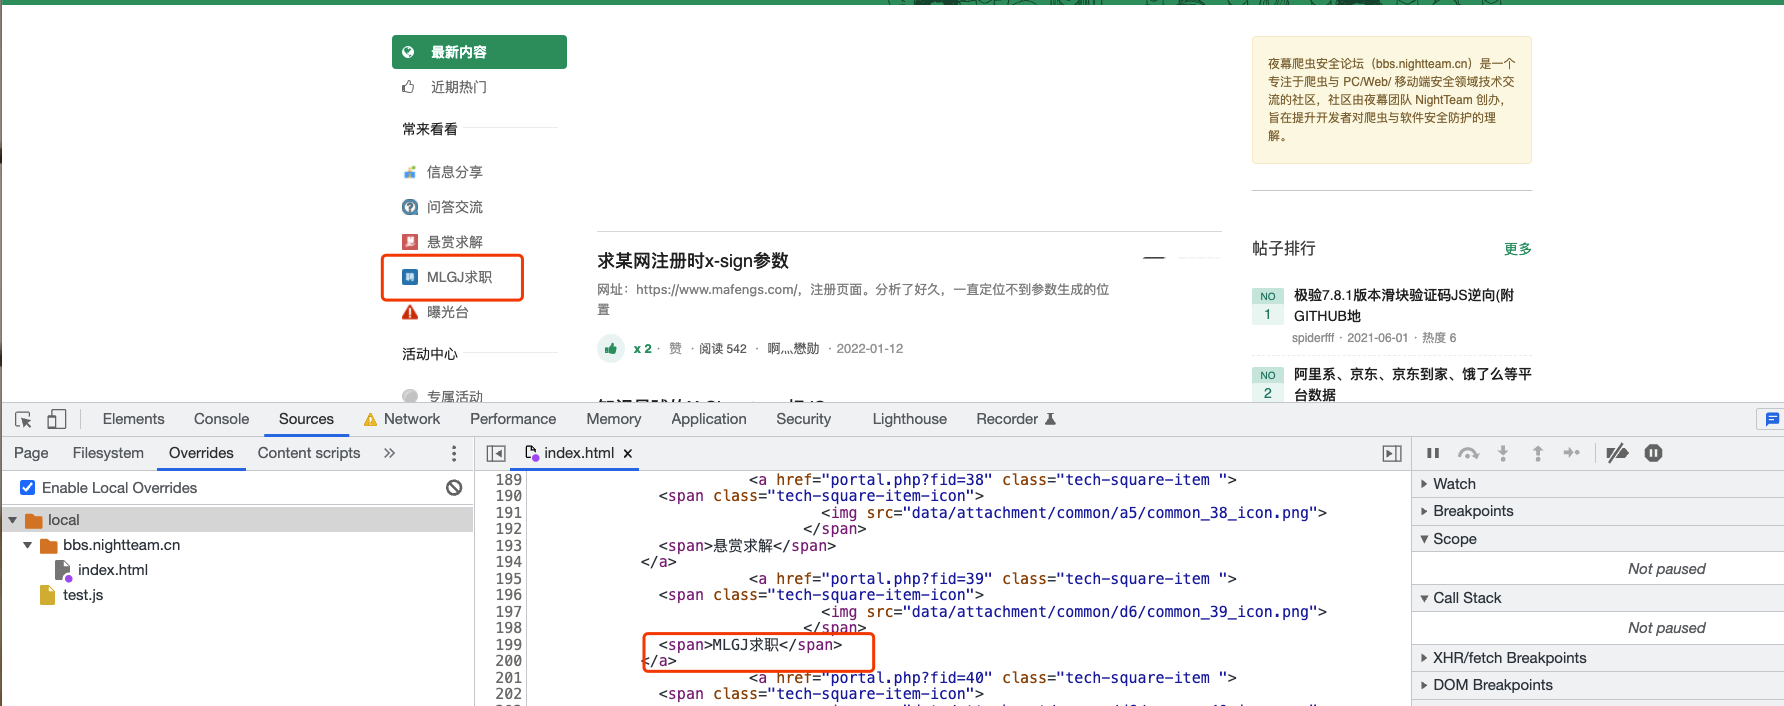 最新内容
近期热门
常来看看
信息分享
问答交流
悬赏求解
MLGJ求职
曝光台
活动中心
专属活动
求某网注册时x-sign参数
网址：https://www.mafengs.com/，注册页面。分析了好久，一直定位不到参数生成的位
置
x 2 · 赞 · 阅读 542 · 啊灬懋勋 · 2022-01-12
夜幕爬虫安全论坛（bbs.nightteam.cn）是一个
专注于爬虫与 PC/Web/ 移动端安全领域技术交
流的社区，社区由夜幕团队 NightTeam 创办，
旨在提升开发者对爬虫与软件安全防护的理
解。
帖子排行 更多
NO 1
极验7.8.1版本滑块验证码JS逆向(附
GITHUB地
spiderfff · 2021-06-01 · 热度 6
NO 2
阿里系、京东、京东到家、饿了么等平
台数据
Elements Console Sources Network Performance Memory Application Security Lighthouse Recorder
Page Filesystem Overrides Content scripts »
index.html ×
Enable Local Overrides
local
bbs.nightteam.cn
index.html
test.js
189 <a href="portal.php?fid=38" class="tech-square-item ">
190 <span class="tech-square-item-icon">
191 <img src="data/attachment/common/a5/common_38_icon.png">
192 </span>
193 <span>悬赏求解</span>
194 </a>
195 <a href="portal.php?fid=39" class="tech-square-item ">
196 <span class="tech-square-item-icon">
197 <img src="data/attachment/common/d6/common_39_icon.png">
198 </span>
199 <span>MLGJ求职</span>
200 </a>
201 <a href="portal.php?fid=40" class="tech-square-item ">
202 <span class="tech-square-item-icon">
Watch
Breakpoints
Scope
Not paused
Call Stack
Not paused
XHR/fetch Breakpoints
DOM Breakpoints